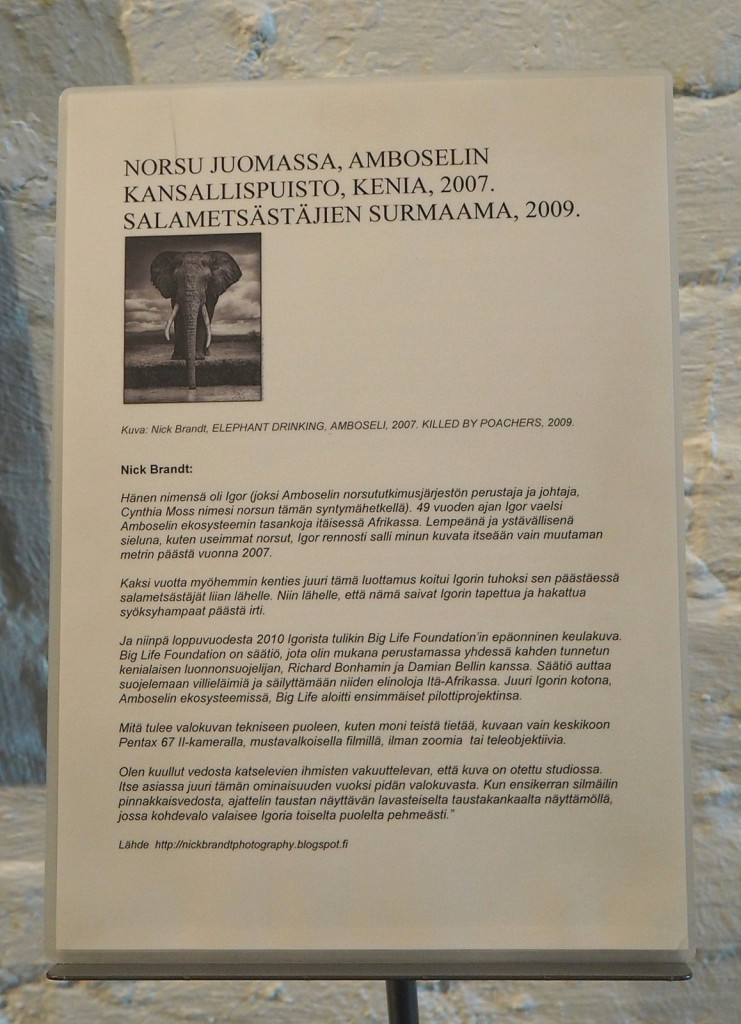 NORSU JUOMASSA, AMBOSELIN
KANSALLISPUISTO, KENIA, 2007.
SALAMETSÄSTÄJIEN SURMAAMA, 2009.
Kuva: Nick Brandt, ELEPHANT DRINKING, AMBOSELI, 2007. KILLED BY POACHERS, 2009.
Nick Brandt:
Hänen nimensä oli Igor (joksi Amboselin norsututkimusjärjestön perustaja ja johtaja,
Cynthia Moss nimesi norsun tämän syntymähetkellä). 49 vuoden ajan Igor vaelsi
Amboselin ekosysteemin tasankoja itäisessä Afrikassa. Lempeänä ja ystävällisenä
sieluna, kuten useimmat norsut, Igor rennosti salli minun kuvata itseään vain muutaman
metrin päästä vuonna 2007.
Kaksi vuotta myöhemmin kenties juuri tämä luottamus koitui Igorin tuhoksi sen päästäessä
salametsästäjät liian lähelle. Niin lähelle, että nämä saivat Igorin tapettua ja hakattua
syöksyhampaat päästä irti.
Ja niinpä loppuvuodesta 2010 Igorista tulikin Big Life Foundation'in epäonninen keulakuva.
Big Life Foundation on säätiö, jota olin mukana perustamassa yhdessä kahden tunnetun
kenialaisen luonnonsuojelijan, Richard Bonhamin ja Damian Bellin kanssa. Säätiö auttaa
suojelemaan villieläimiä ja säilyttämään niiden elinoloja Itä-Afrikassa. Juuri Igorin kotona,
Amboselin ekosysteemissä, Big Life aloitti ensimmäiset pilottiprojektinsa.
Mitä tulee valokuvan tekniseen puoleen, kuten moni teistä tietää, kuvaan vain keskikoon
Pentax 67 II-kameralla, mustavalkoisella filmillä, ilman zoomia tai teleobjektiivia.
Olen kuullut vedosta katselevien ihmisten vakuuttelevan, että kuva on otettu studiossa.
Itse asiassa juuri tämän ominaisuuden vuoksi pidän valokuvasta. Kun ensikerran silmäilin
pinnakkaisvedosta, ajattelin taustan näyttävän lavasteiselta taustakankaalta näyttämöllä,
jossa kohdevalo valaisee Igoria toiselta puolelta pehmeästi."
Lähde http://nickbrandtphotography.blogspot.fi